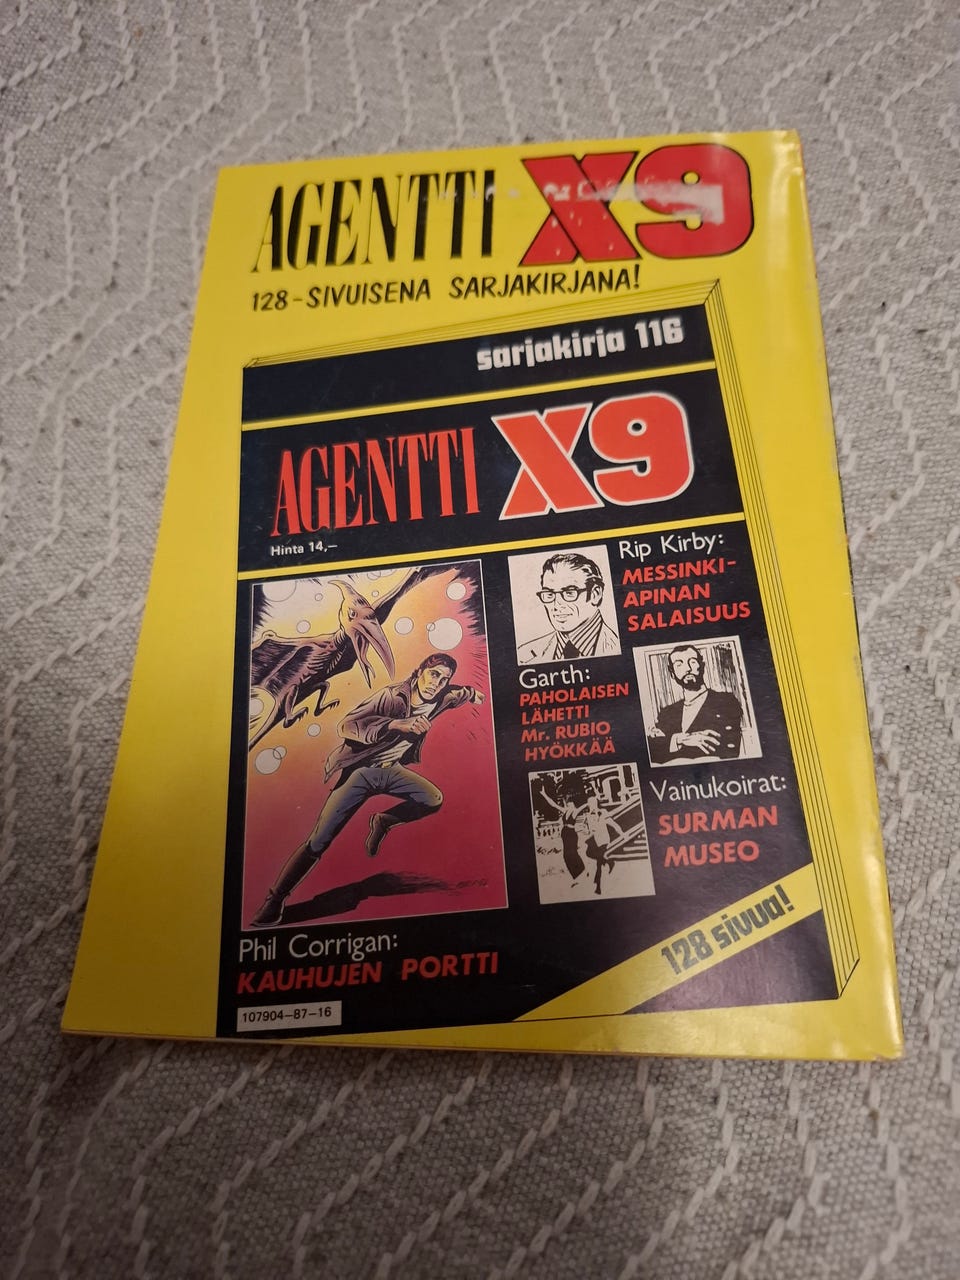 AGENTTI X9
128-SIVUISENA SARJAKIRJANA!
sarjakirja 116
AGENTTI X9
Hinta 14,–
Rip Kirby:
MESSINKI-
APINAN
SALAISUUS
Garth:
PAHOLAISEN
LÄHETTI
Mr. RUBIO
HYÖKKÄÄ
Vainukoirat:
SURMAN
MUSEO
128 sivua!
Phil Corrigan:
KAUHUJEN PORTTI
107904–87–16